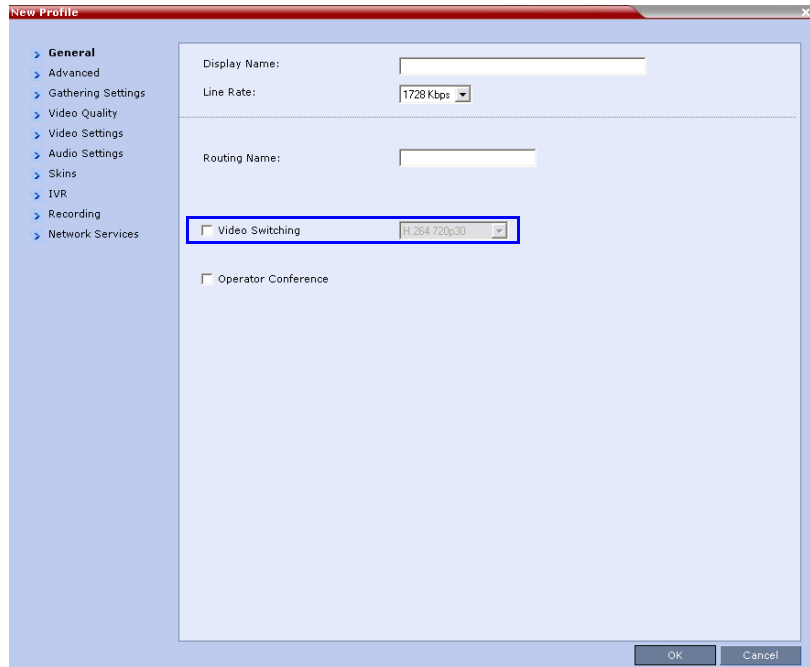 New Profile
General
Advanced
Gathering Settings
Video Quality
Video Settings
Audio Settings
Skins
IVR
Recording
Network Services
Display Name:
Line Rate: 1728 Kbps
Routing Name:
Video Switching H.264 720p30
Operator Conference
OK Cancel